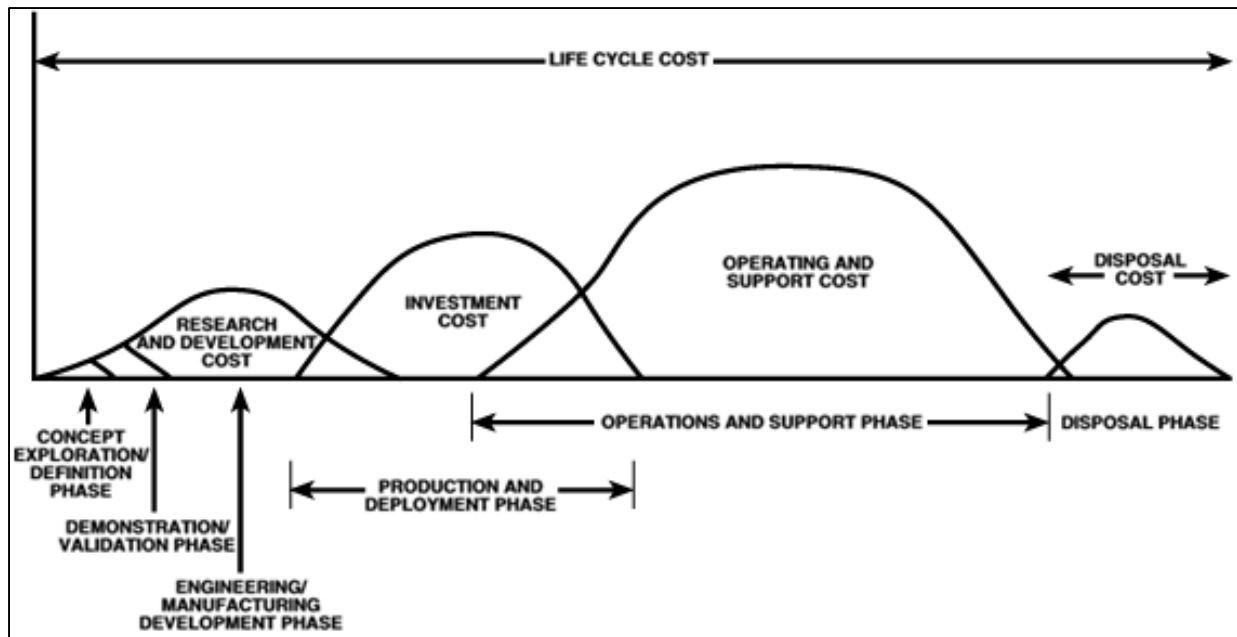 LIFE CYCLE COST
RESEARCH
AND DEVELOPMENT
COST
INVESTMENT
COST
OPERATING AND
SUPPORT COST
DISPOSAL
COST
CONCEPT
EXPLORATION/
DEFINITION
PHASE
DEMONSTRATION/
VALIDATION PHASE
ENGINEERING/
MANUFACTURING
DEVELOPMENT PHASE
PRODUCTION AND
DEPLOYMENT PHASE
OPERATIONS AND SUPPORT PHASE
DISPOSAL PHASE